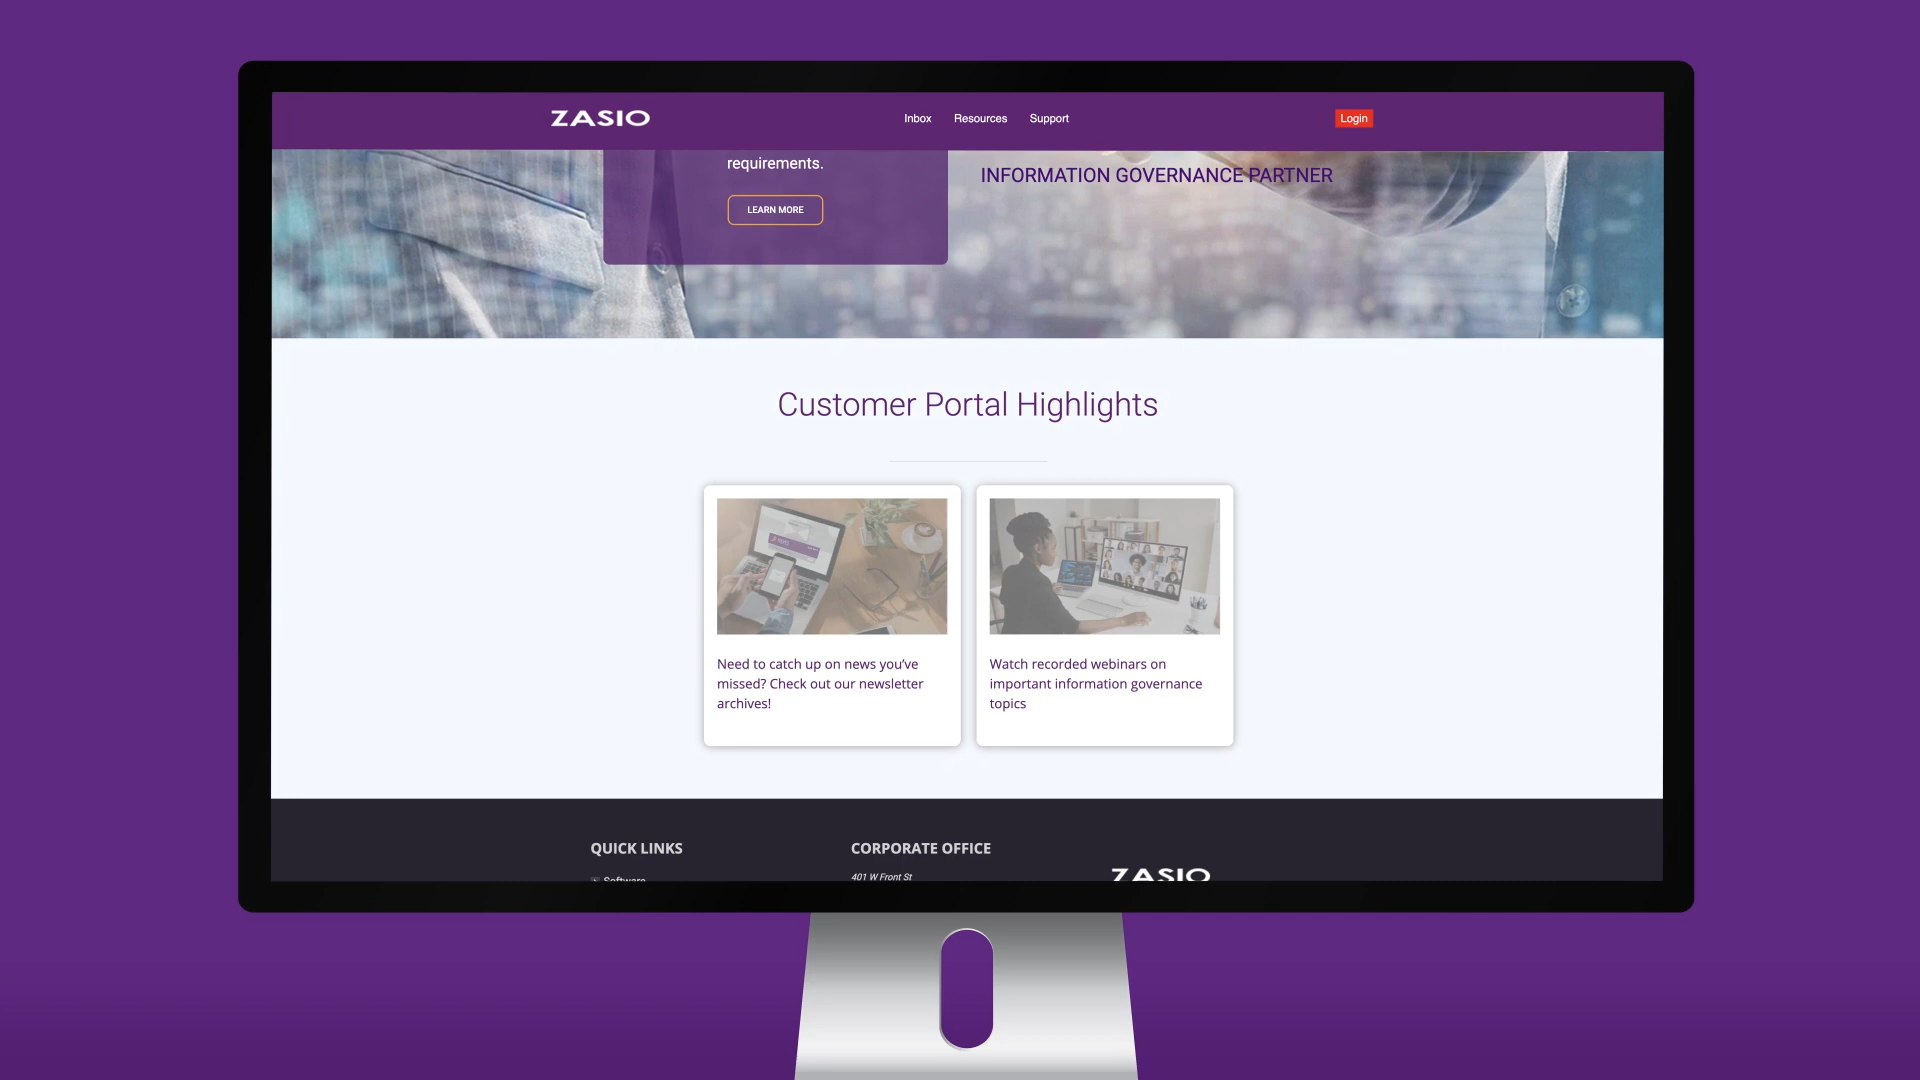 ZASIO
Inbox
Resources
Support
Login
requirements.
LEARN MORE
INFORMATION GOVERNANCE PARTNER
Customer Portal Highlights
Need to catch up on news you’ve
missed? Check out our newsletter
archives!
Watch recorded webinars on
important information governance
topics
QUICK LINKS
Software
CORPORATE OFFICE
401 W Front St
ZASIO